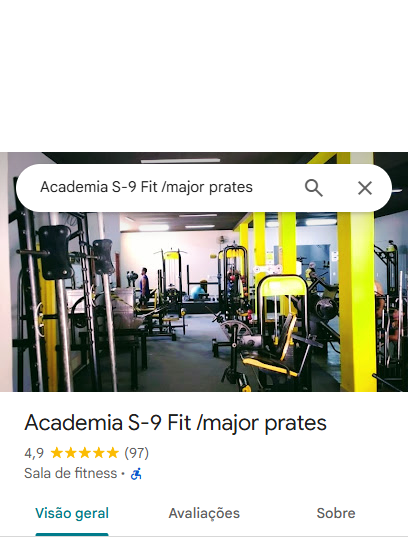 Academia S-9 Fit /major prates
Academia S-9 Fit /major prates
4,9 ★★★★★ (97)
Sala de fitness ·
Visão geral
Avaliações
Sobre